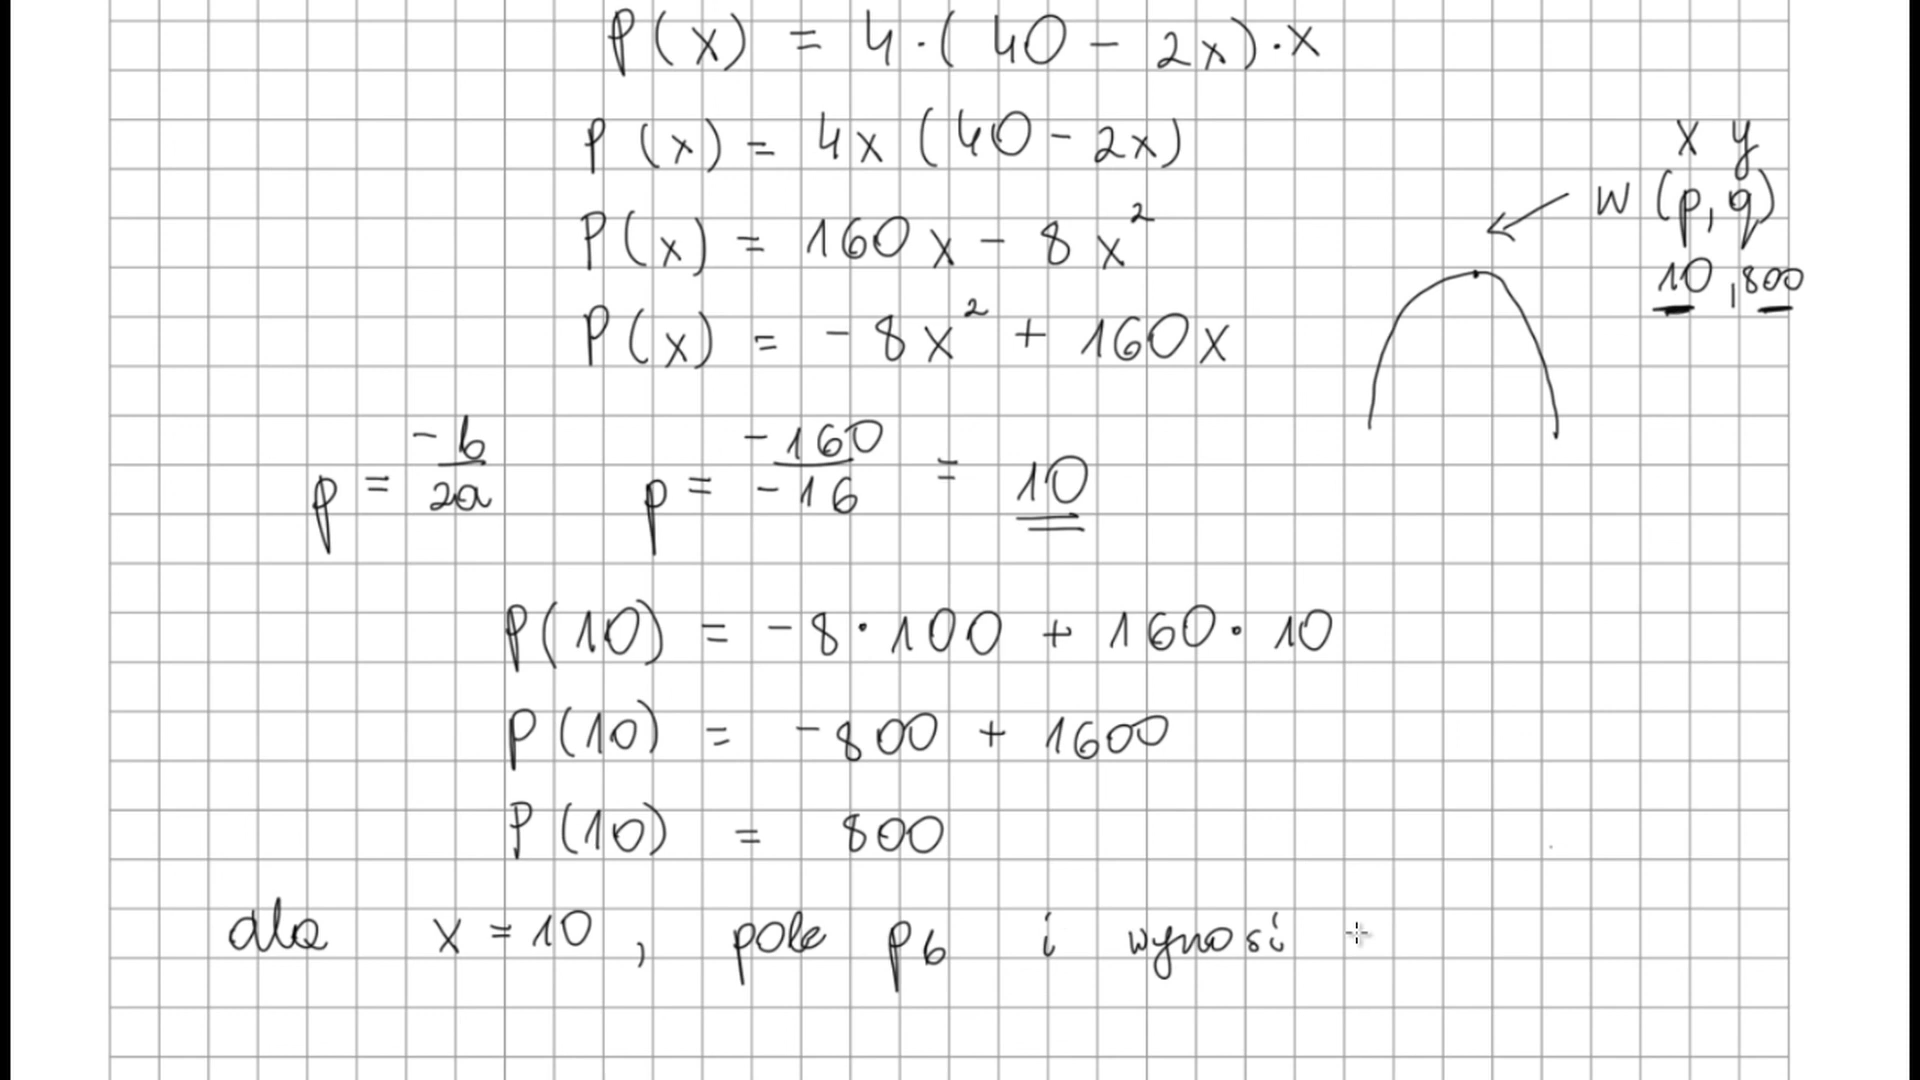 P(x) = 4·(40 - 2x)·x
P(x) = 4x(40 - 2x)
P(x) = 160x - 8x²
P(x) = -8x² + 160x
x y
W (p, q)
10, 800
p = -b/2a p = -160/-16 = 10
P(10) = -8·100 + 160·10
P(10) = -800 + 1600
P(10) = 800
dla x = 10, pole Pb i wynosi